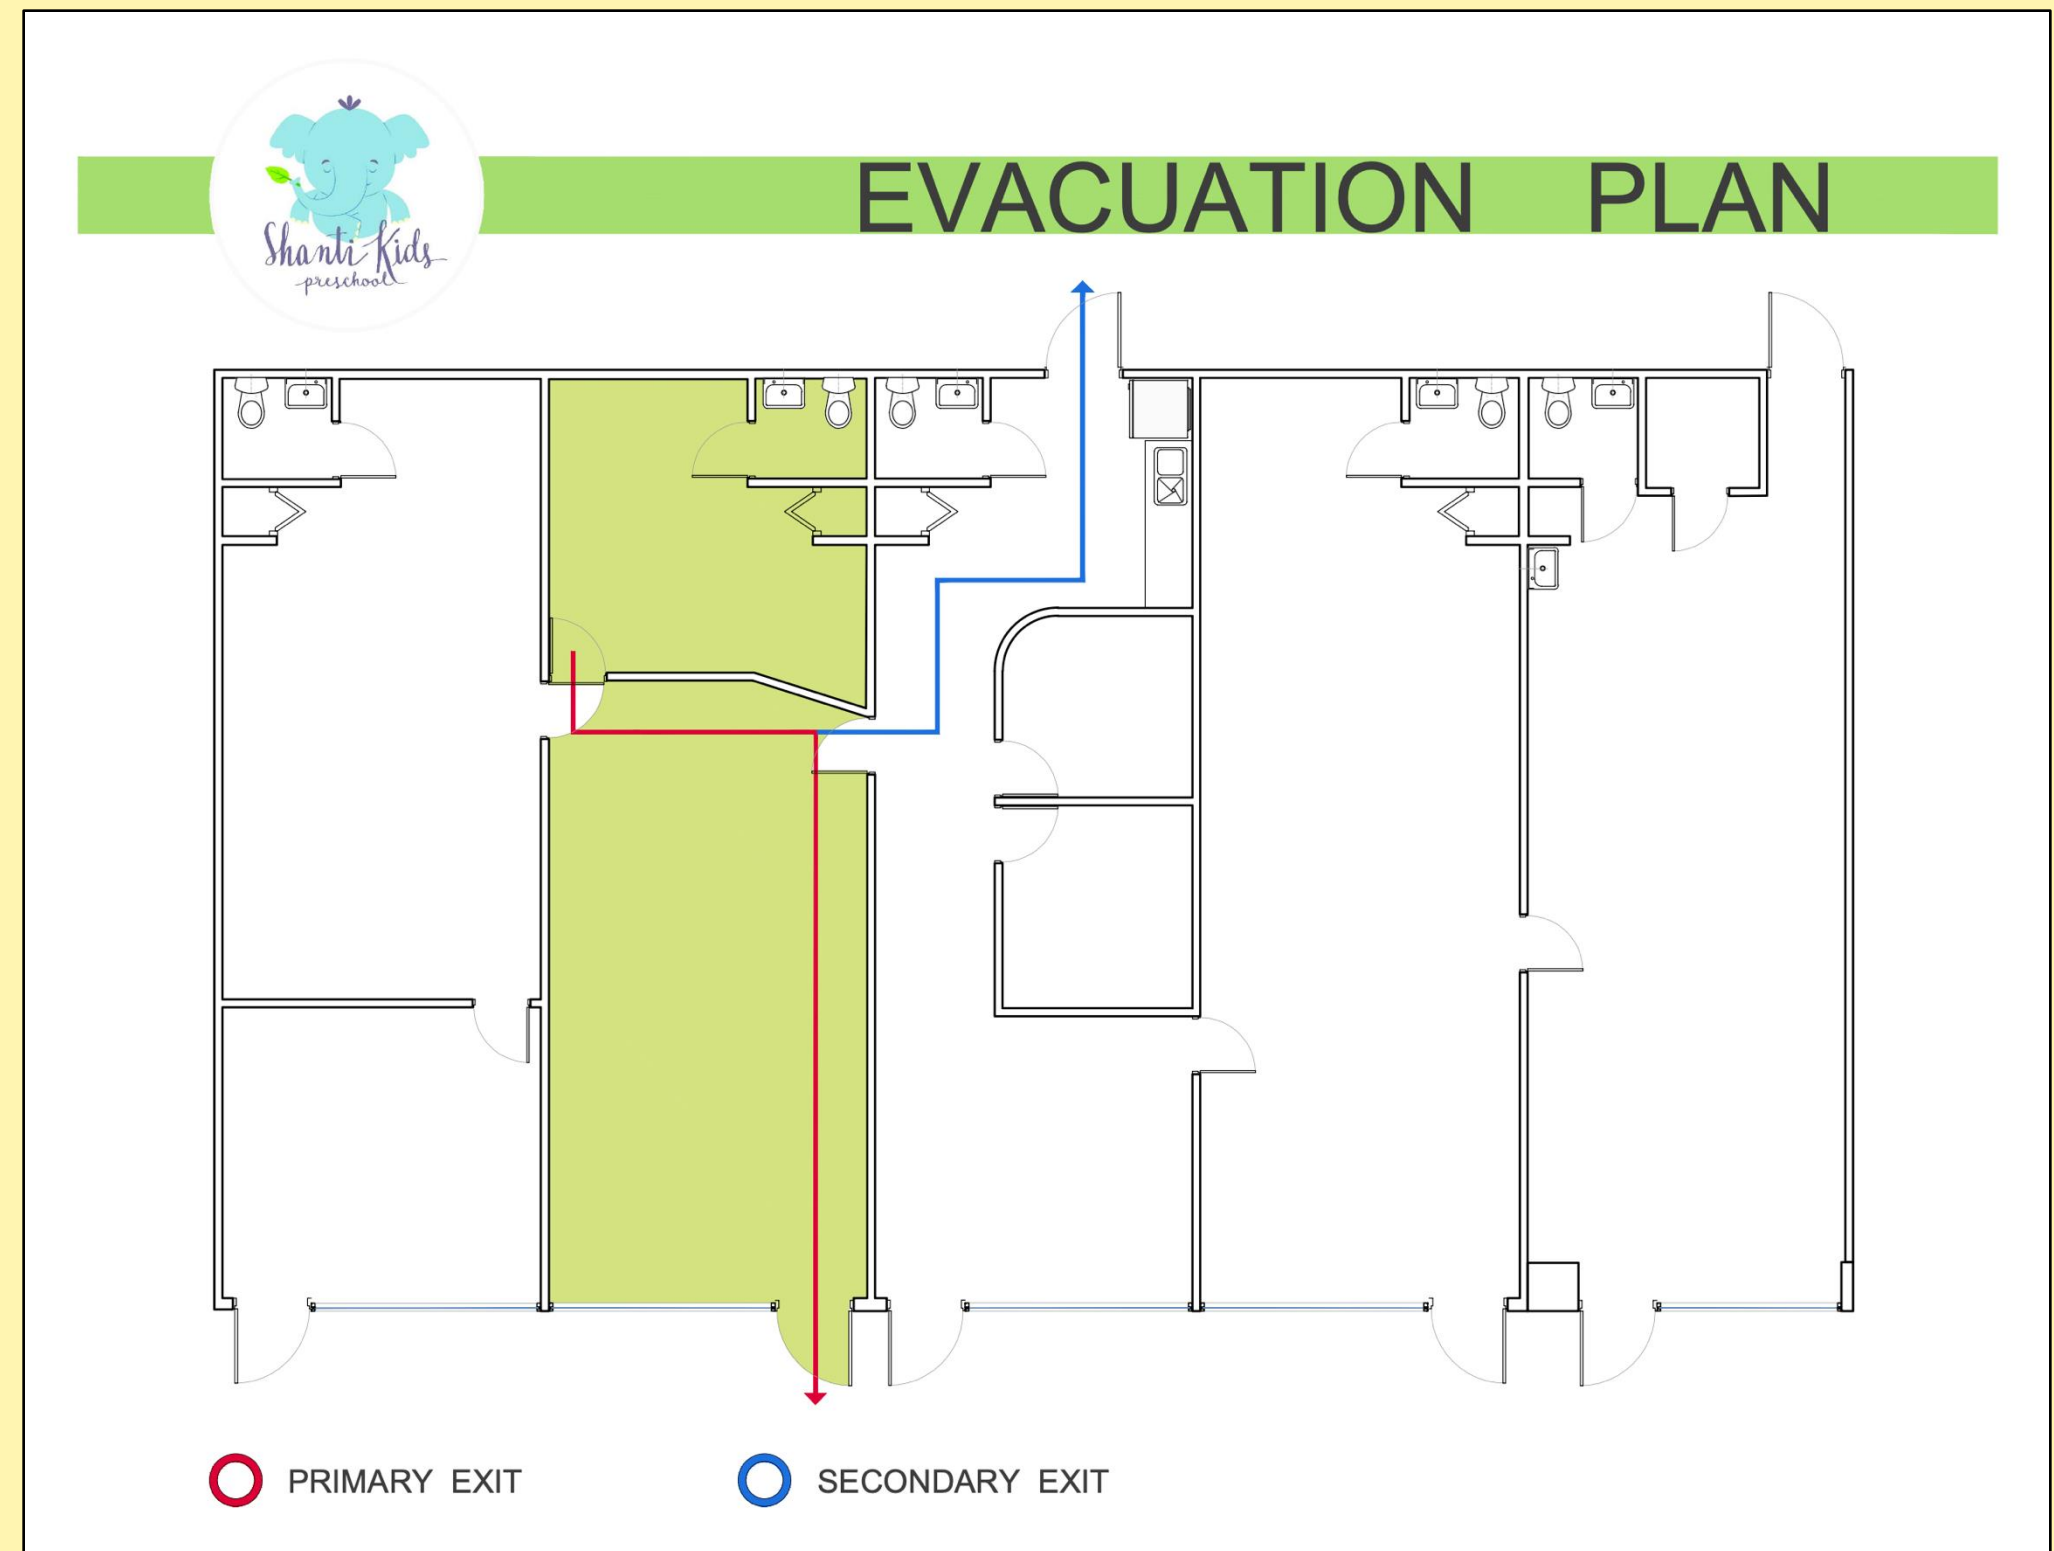 Shanti Kids
preschool
EVACUATION PLAN
PRIMARY EXIT
SECONDARY EXIT